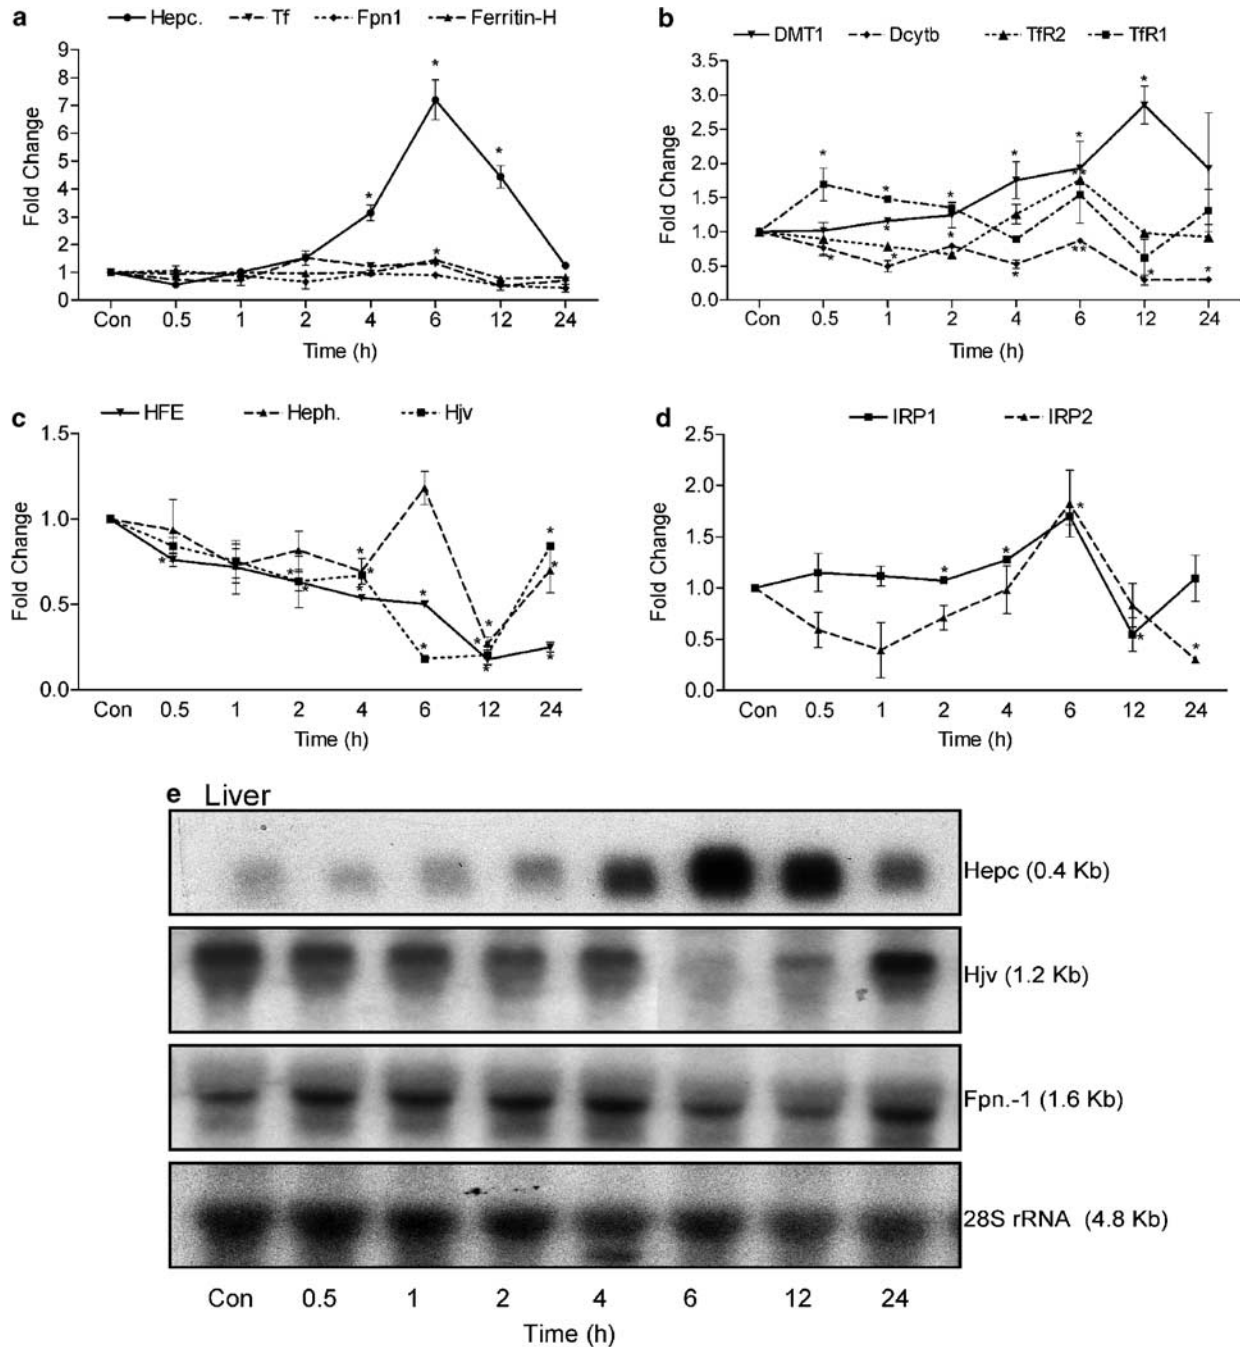 a
Hepc. Tf Fpn1 Ferritin-H
9
8
7
6
5
4
3
2
1
0
Fold Change
* * * *
Con 0.5 1 2 4 6 12 24
Time (h)
b
DMT1 Dcytb TfR2 TfR1
3.5
3.0
2.5
2.0
1.5
1.0
0.5
0.0
Fold Change
Con 0.5 1 2 4 6 12 24
Time (h)
c
HFE Heph. Hjv
1.5
1.0
0.5
0.0
Fold Change
Con 0.5 1 2 4 6 12 24
Time (h)
d
IRP1 IRP2
2.5
2.0
1.5
1.0
0.5
0.0
Fold Change
Con 0.5 1 2 4 6 12 24
Time (h)
e Liver
Hepc (0.4 Kb)
Hjv (1.2 Kb)
Fpn.-1 (1.6 Kb)
28S rRNA (4.8 Kb)
Con 0.5 1 2 4 6 12 24
Time (h)